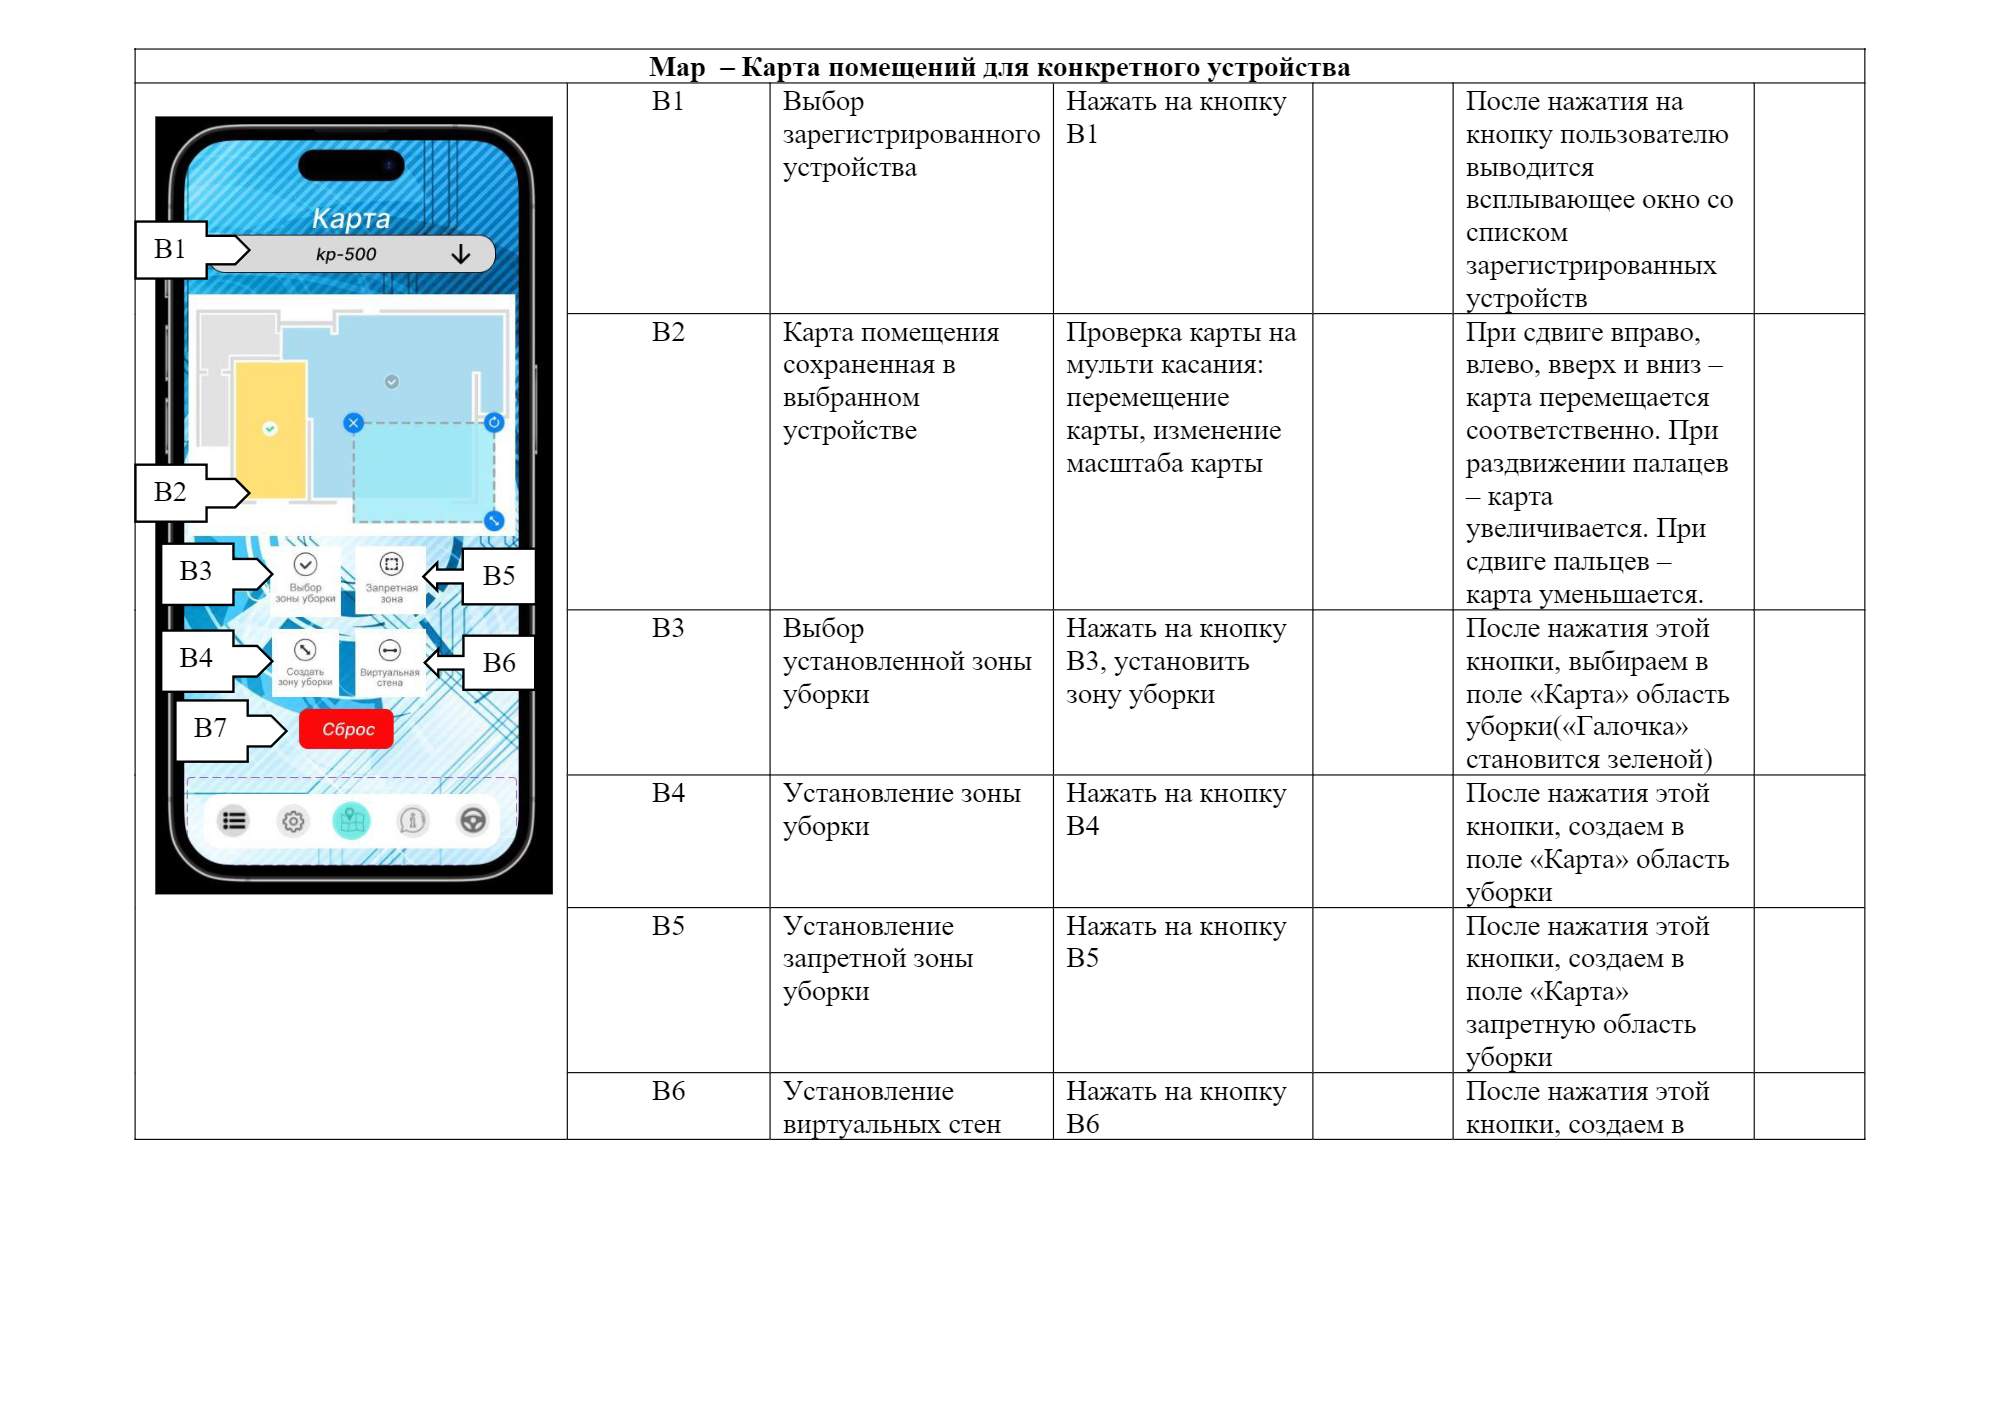 Map – Карта помещений для конкретного устройства
Карта
kp-500
B1
B2
B3
B4
B5
B6
B7
Выбор
зоны уборки
Запретная
зона
Создать
зону уборки
Виртуальная
стена
Сброс
B1
Выбор
зарегистрированного
устройства
Нажать на кнопку
B1
После нажатия на
кнопку пользователю
выводится
всплывающее окно со
списком
зарегистрированных
устройств
B2
Карта помещения
сохраненная в
выбранном
устройстве
Проверка карты на
мульти касания:
перемещение
карты, изменение
масштаба карты
При сдвиге вправо,
влево, вверх и вниз –
карта перемещается
соответственно. При
раздвижении палацев
– карта
увеличивается. При
сдвиге пальцев –
карта уменьшается.
B3
Выбор
установленной зоны
уборки
Нажать на кнопку
B3, установить
зону уборки
После нажатия этой
кнопки, выбираем в
поле «Карта» область
уборки(«Галочка»
становится зеленой)
B4
Установление зоны
уборки
Нажать на кнопку
B4
После нажатия этой
кнопки, создаем в
поле «Карта» область
уборки
B5
Установление
запретной зоны
уборки
Нажать на кнопку
B5
После нажатия этой
кнопки, создаем в
поле «Карта»
запретную область
уборки
B6
Установление
виртуальных стен
Нажать на кнопку
B6
После нажатия этой
кнопки, создаем в